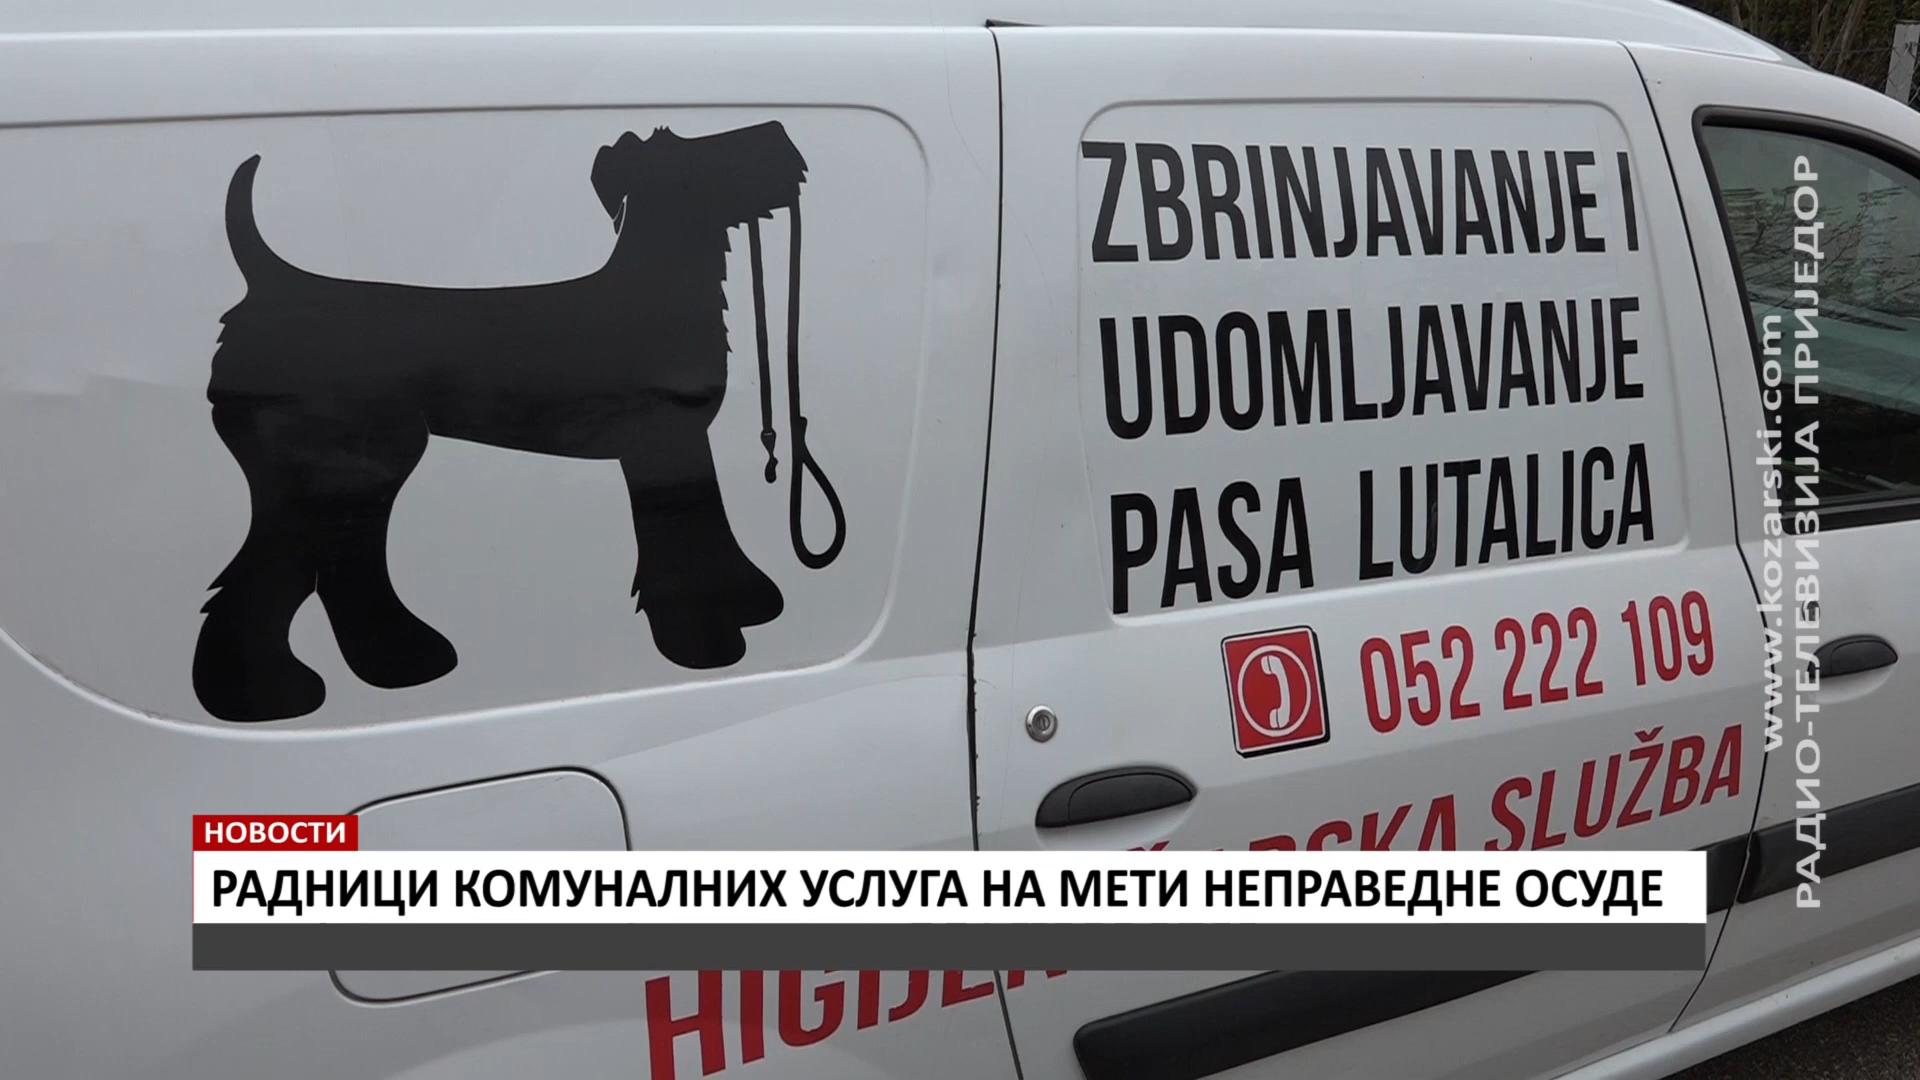 ZBRINJAVANJE I
UDOMLJAVANJE
PASA LUTALICA
052 222 109
SLUŽBA
www.kozarski.com
РАДИО-ТЕЛЕВИЗИЈА ПРИЈЕДОР
НОВОСТИ
РАДНИЦИ КОМУНАЛНИХ УСЛУГА НА МЕТИ НЕПРАВЕДНЕ ОСУДЕ